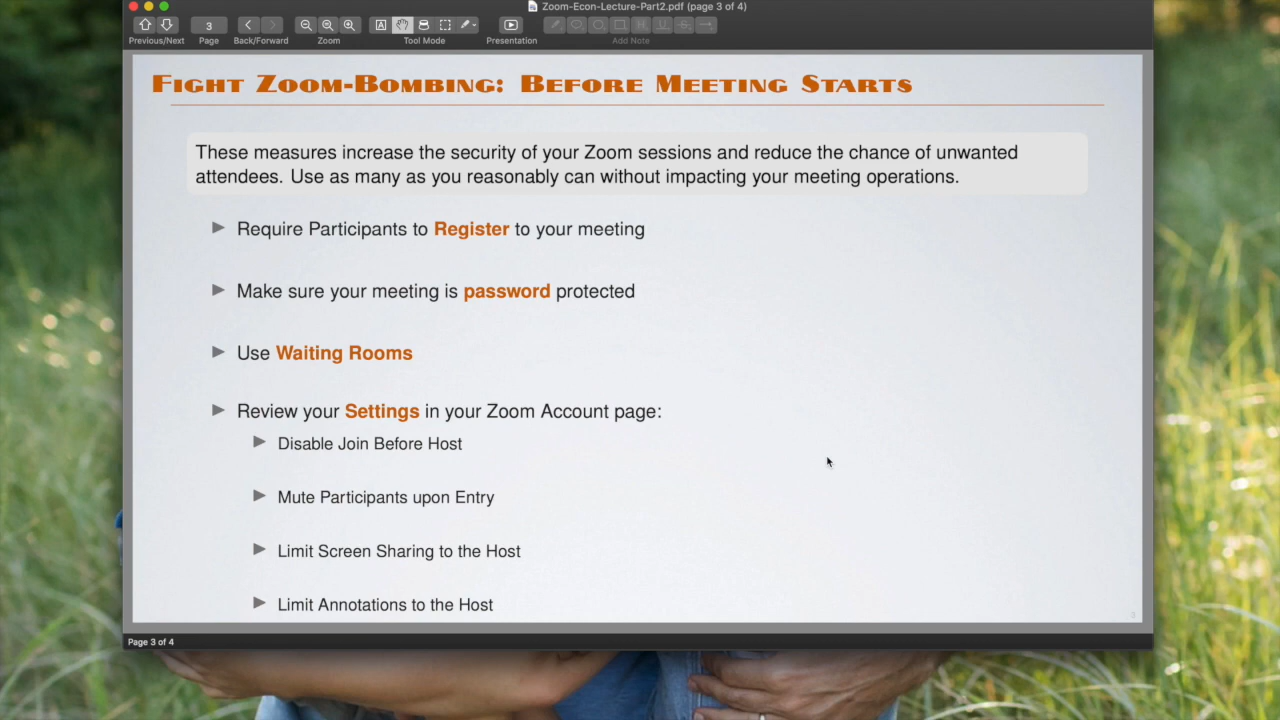 Zoom-Econ-Lecture-Part2.pdf (page 3 of 4)
3
Previous/Next Page Back/Forward Zoom Tool Mode Presentation Add Note
Fight Zoom-Bombing: Before Meeting Starts
These measures increase the security of your Zoom sessions and reduce the chance of unwanted
attendees. Use as many as you reasonably can without impacting your meeting operations.
Require Participants to Register to your meeting
Make sure your meeting is password protected
Use Waiting Rooms
Review your Settings in your Zoom Account page:
Disable Join Before Host
Mute Participants upon Entry
Limit Screen Sharing to the Host
Limit Annotations to the Host
3
Page 3 of 4